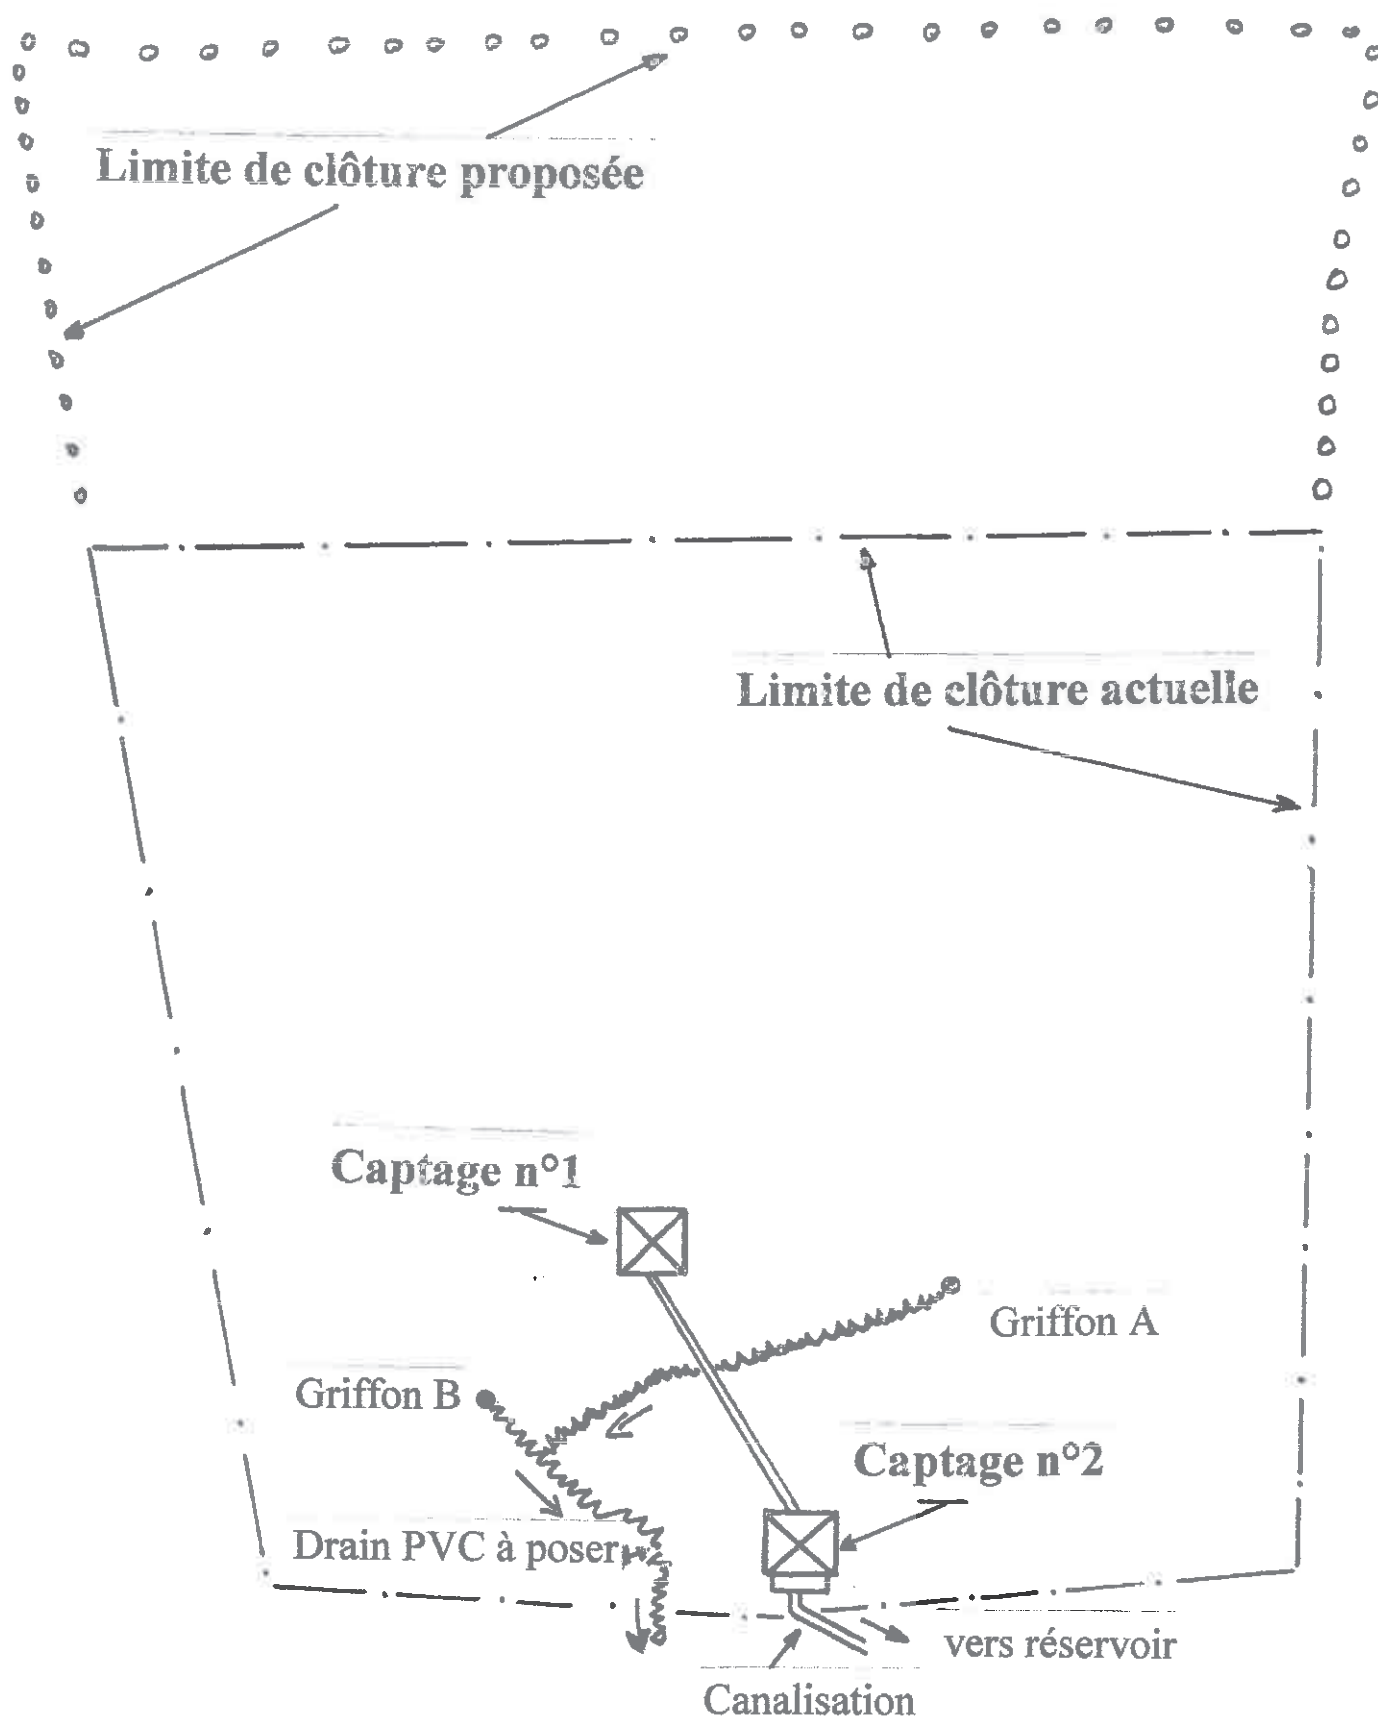 Limite de clôture proposée
Limite de clôture actuelle
Captage n°1
Griffon A
Griffon B
Captage n°2
Drain PVC à poser
vers réservoir
Canalisation